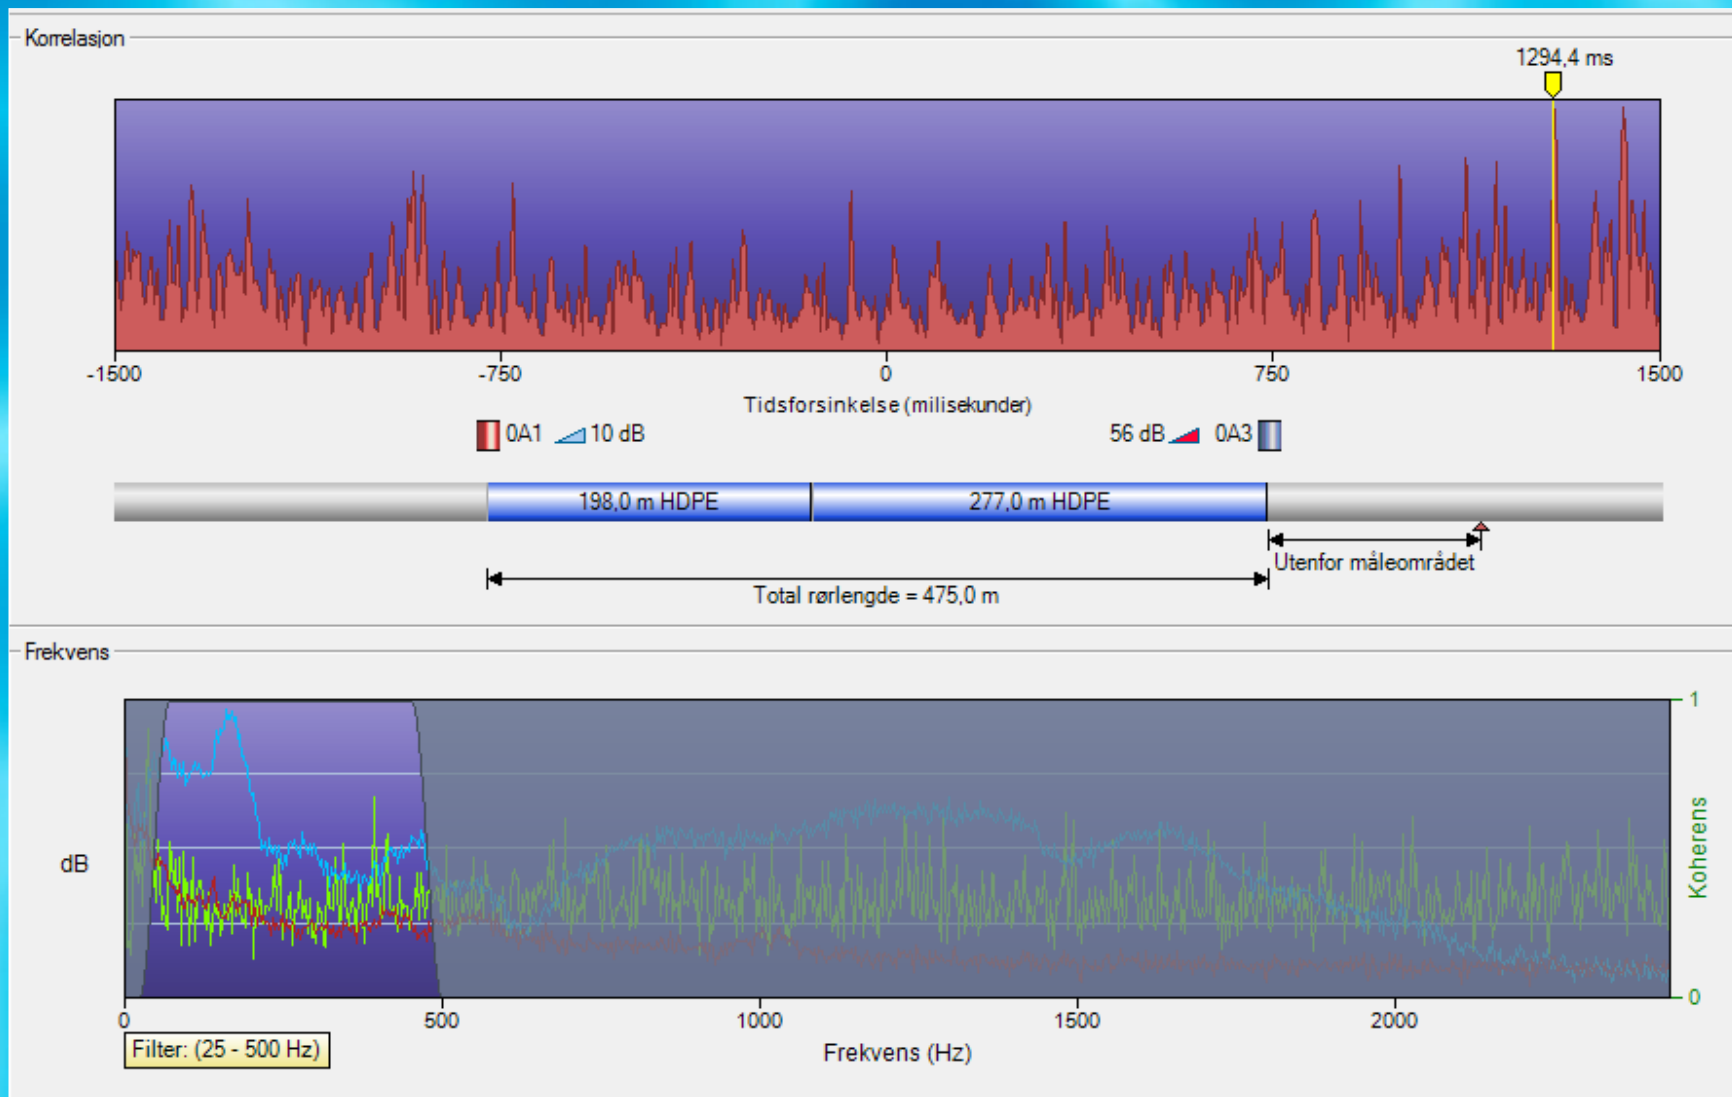 Korrelasjon
1294,4 ms
-1500 -750 0 750 1500
Tidsforsinkelse (milisekunder)
0A1 10 dB 56 dB 0A3
198,0 m HDPE 277,0 m HDPE
Utenfor måleområdet
Total rørlengde = 475,0 m
Frekvens
1
dB
Koherens
0
0 500 1000 1500 2000
Filter: (25 - 500 Hz)
Frekvens (Hz)